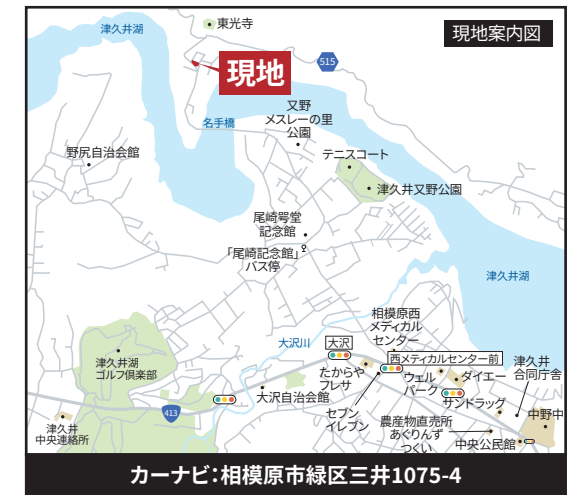 現地案内図
津久井湖
東光寺
515
現地
名手橋
又野
メスレーの里
公園
野尻自治会館
テニスコート
津久井又野公園
尾崎咢堂
記念館
「尾崎記念館」
バス停
津久井湖
相模原西
メディカル
センター
大沢川
大沢
西メディカルセンター前
津久井
合同庁舎
津久井湖
ゴルフ倶楽部
たからや
フレサ
ウェル
パーク
ダイエー
大沢自治会館
サンドラッグ
413
セブン
イレブン
農産物直売所
あぐりんず
つくい
中野中
津久井
中央連絡所
中央公民館
カーナビ：相模原市緑区三井1075-4